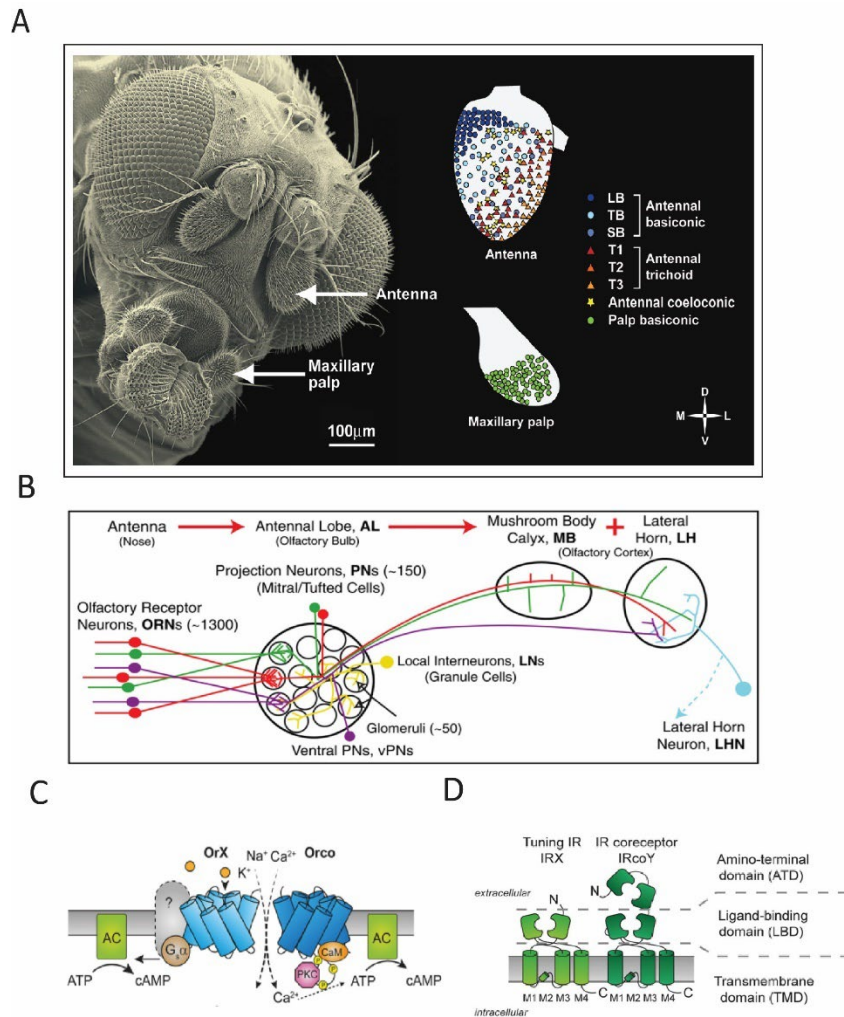 A
Antenna
Maxillary
palp
100µm
Antenna
Maxillary palp
LB
TB
SB
Antennal
basiconic
T1
T2
T3
Antennal
trichoid
Antennal coeloconic
Palp basiconic
D
M L
V
B
Antenna
(Nose)
Antennal Lobe, AL
(Olfactory Bulb)
Mushroom Body
Calyx, MB
+
Lateral
Horn, LH
(Olfactory Cortex)
Projection Neurons, PNs (~150)
(Mitral/Tufted Cells)
Olfactory Receptor
Neurons, ORNs (~1300)
Local Interneurons, LNs
(Granule Cells)
Glomeruli (~50)
Ventral PNs, vPNs
Lateral Horn
Neuron, LHN
C
OrX
Na⁺ Ca²⁺
Orco
K⁺
?
AC
Gₛα
ATP
cAMP
CaM
PKC
P
P
P
P
Ca²⁺
AC
ATP
cAMP
D
Tuning IR
IRX
IR coreceptor
IRcoY
extracellular
N
N
Amino-terminal
domain (ATD)
Ligand-binding
domain (LBD)
Transmembrane
domain (TMD)
M1 M2 M3 M4 C
M1 M2 M3 M4 C
intracellular